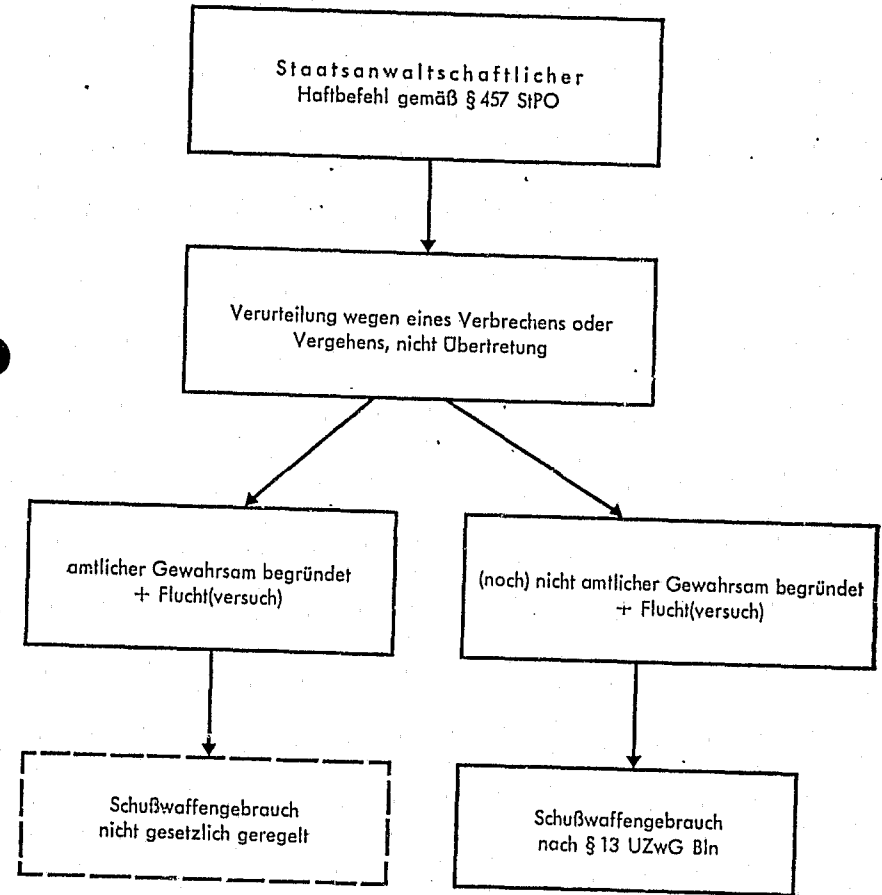 Staatsanwaltschaftlicher
Haftbefehl gemäß § 457 StPO
Verurteilung wegen eines Verbrechens oder
Vergehens, nicht Übertretung
amtlicher Gewahrsam begründet
+ Flucht(versuch)
(noch) nicht amtlicher Gewahrsam begründet
+ Flucht(versuch)
Schußwaffengebrauch
nicht gesetzlich geregelt
Schußwaffengebrauch
nach § 13 UZwG Bln